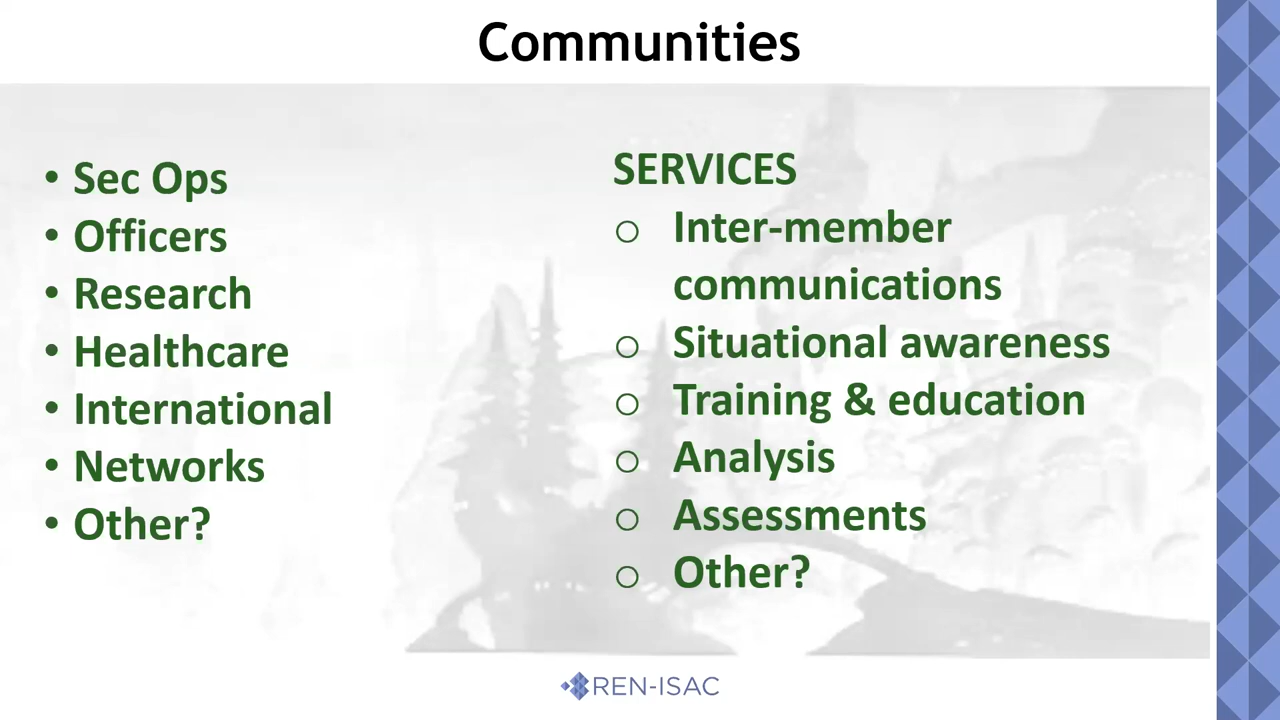 Communities
• Sec Ops
• Officers
• Research
• Healthcare
• International
• Networks
• Other?
SERVICES
o Inter-member
communications
o Situational awareness
o Training & education
o Analysis
o Assessments
o Other?
REN-ISAC